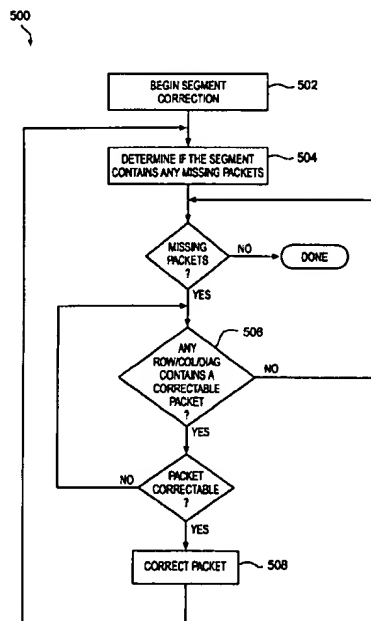 500
BEGIN SEGMENT
CORRECTION
502
DETERMINE IF THE SEGMENT
CONTAINS ANY MISSING PACKETS
504
MISSING
PACKETS
?
NO
DONE
YES
506
ANY
ROW/COL/DIAG
CONTAINS A
CORRECTABLE
PACKET
?
NO
YES
NO
PACKET
CORRECTABLE
?
YES
CORRECT PACKET
508